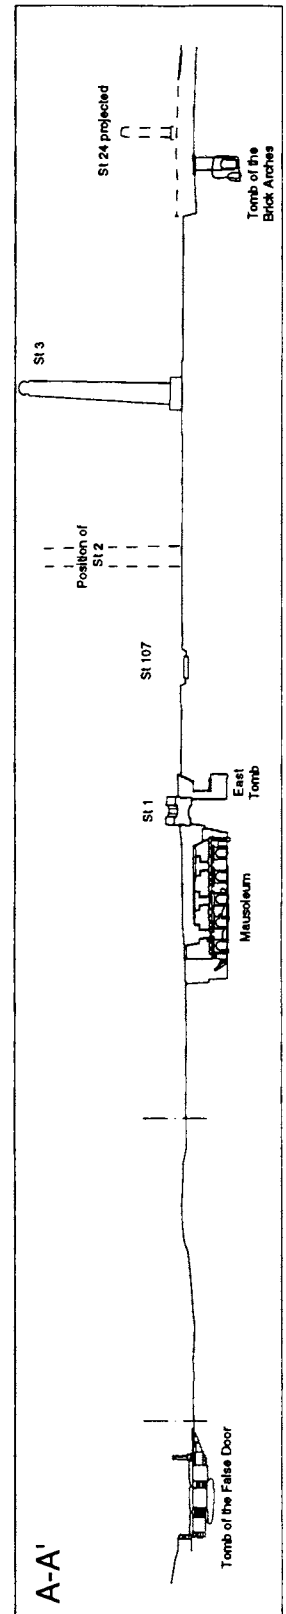 A-A'
Tomb of the False Door
Mausoleum
East
Tomb
St 1
St 107
Position of
St 2
St 3
St 24 projected
Tomb of the
Brick Arches